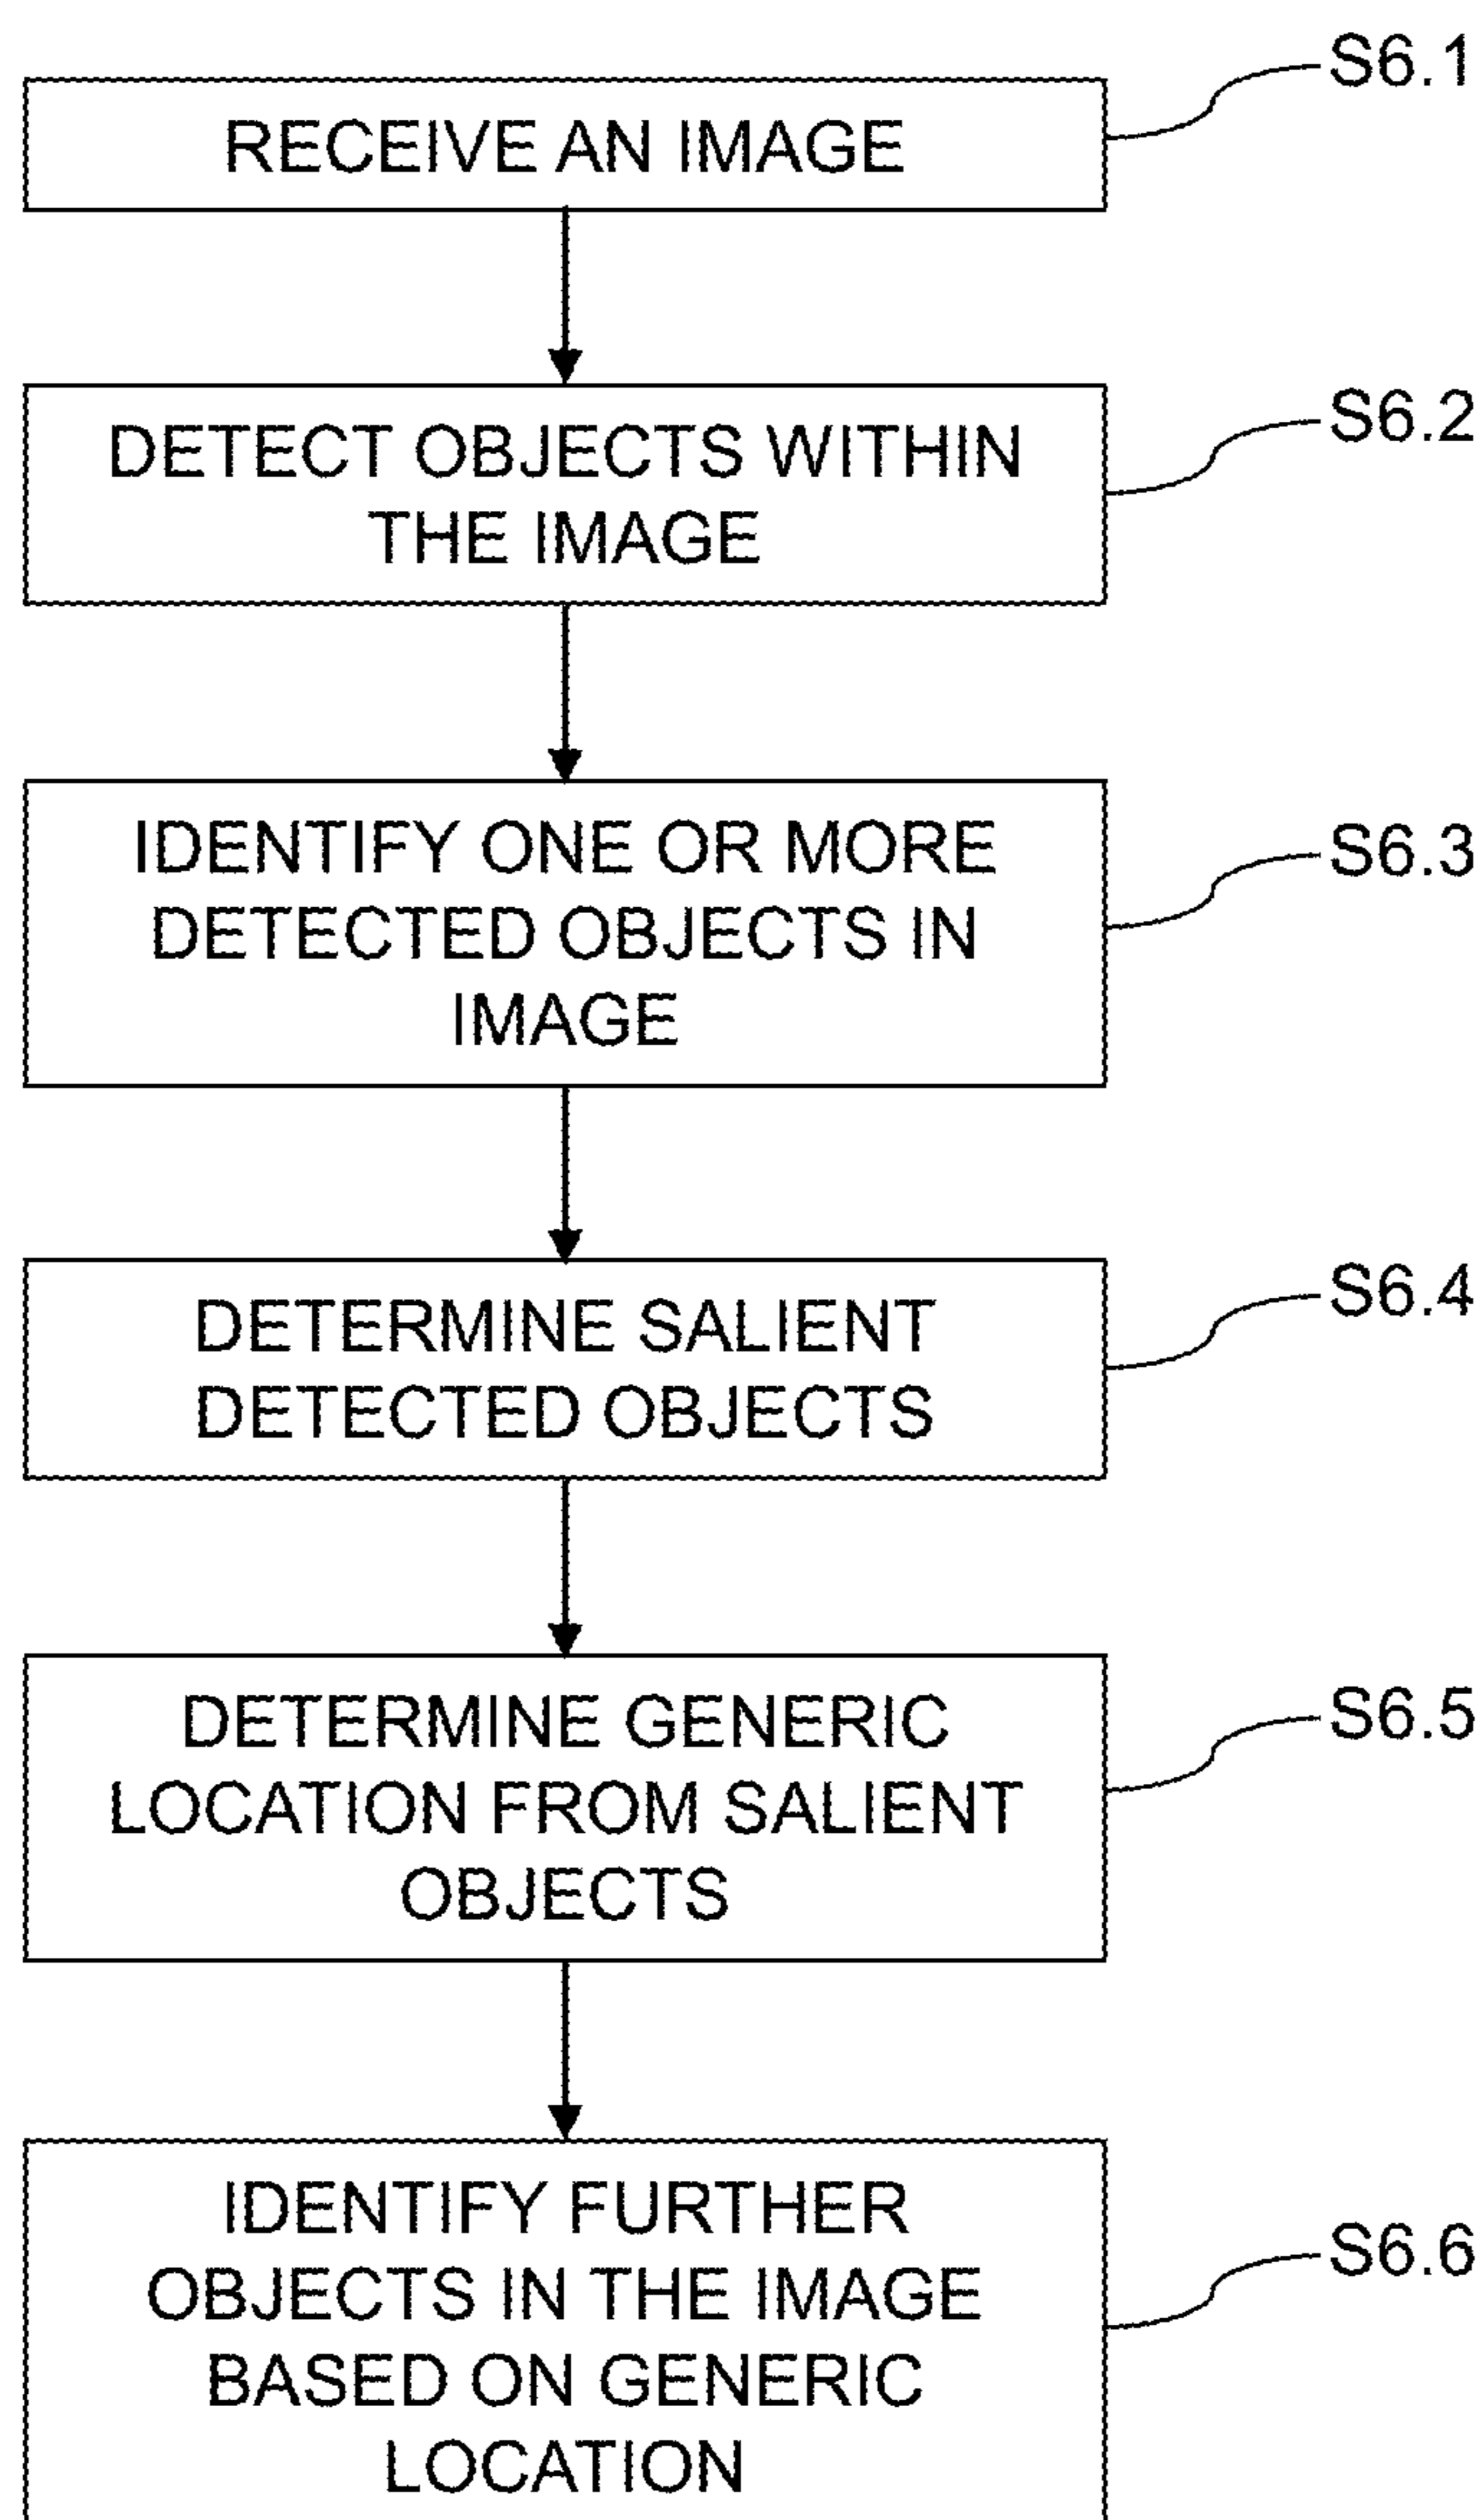 S6.1
RECEIVE AN IMAGE
S6.2
DETECT OBJECTS WITHIN
THE IMAGE
S6.3
IDENTIFY ONE OR MORE
DETECTED OBJECTS IN
IMAGE
S6.4
DETERMINE SALIENT
DETECTED OBJECTS
S6.5
DETERMINE GENERIC
LOCATION FROM SALIENT
OBJECTS
S6.6
IDENTIFY FURTHER
OBJECTS IN THE IMAGE
BASED ON GENERIC
LOCATION